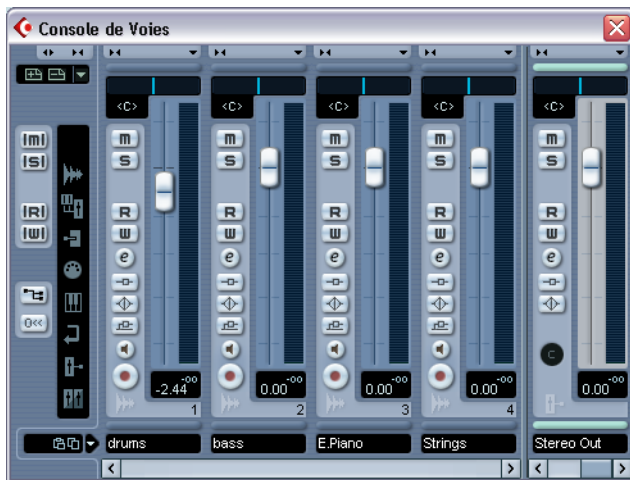 Console de Voies
<C> <C> <C> <C> <C>
m m m m m
|m| S S S S S
|S|
|R| R R R R R
|W| W W W W W
e e e e e
0<<
C
-oo -oo -oo -oo -oo
-2.44 0.00 0.00 0.00 0.00
1 2 3 4
drums bass E.Piano Strings Stereo Out